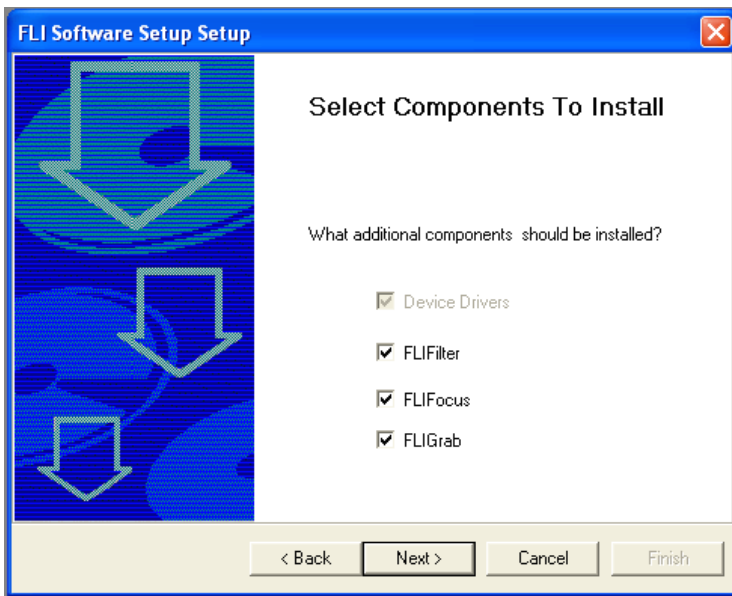 FLI Software Setup Setup
Select Components To Install
What additional components should be installed?
Device Drivers
FLIFilter
FLIFocus
FLIGrab
< Back Next > Cancel Finish